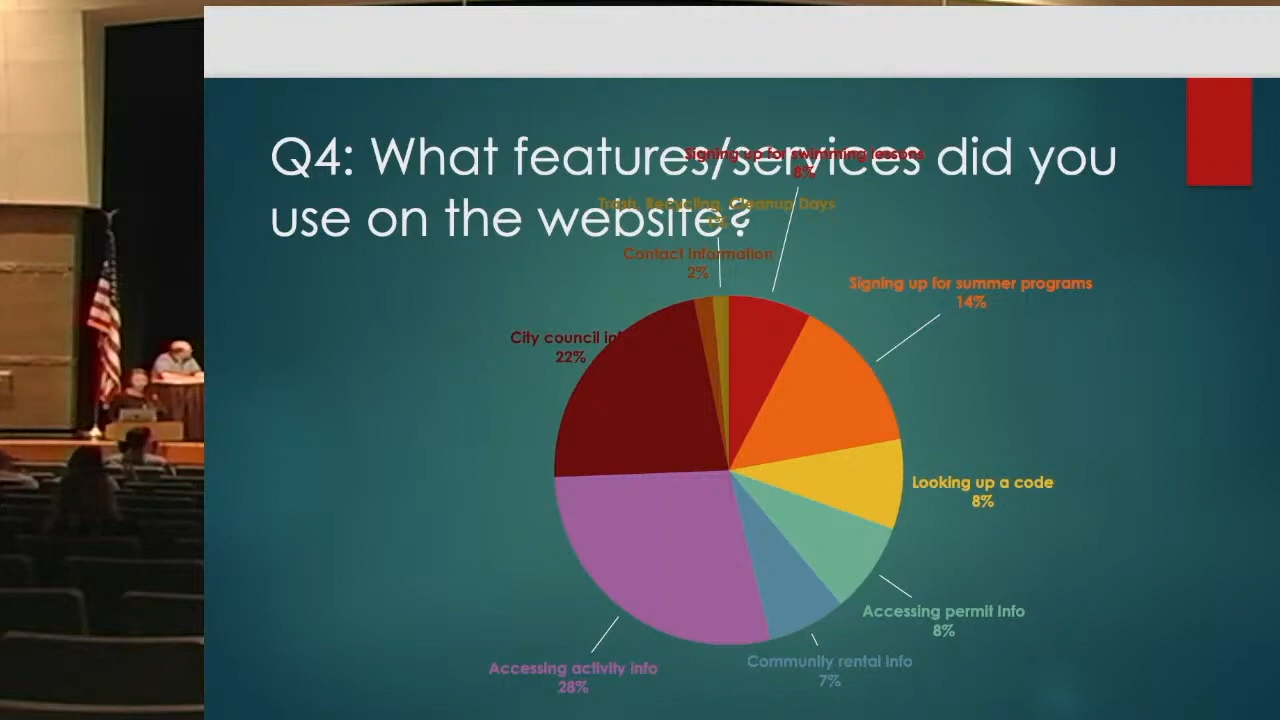 Q4: What features/services did you
use on the website?
Signing up for swimming lessons
8%
Trash, Recycling, Cleanup Days
Contact Information
2%
Signing up for summer programs
14%
City council inf
22%
Looking up a code
8%
Accessing permit Info
8%
Community rental info
7%
Accessing activity info
28%